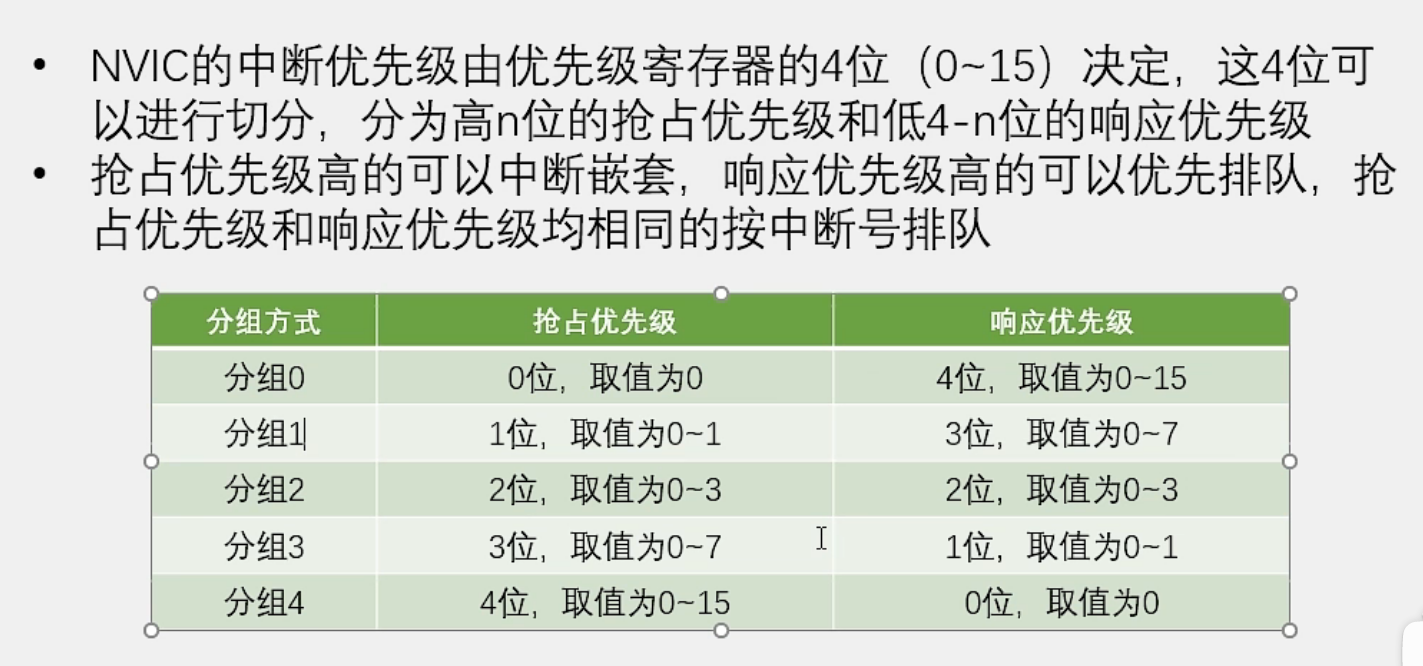 • NVIC的中断优先级由优先级寄存器的4位（0~15）决定，这4位可
以进行切分，分为高n位的抢占优先级和低4-n位的响应优先级
• 抢占优先级高的可以中断嵌套，响应优先级高的可以优先排队，抢
占优先级和响应优先级均相同的按中断号排队
分组方式 抢占优先级 响应优先级
分组0 0位，取值为0 4位，取值为0~15
分组1 1位，取值为0~1 3位，取值为0~7
分组2 2位，取值为0~3 2位，取值为0~3
分组3 3位，取值为0~7 1位，取值为0~1
分组4 4位，取值为0~15 0位，取值为0